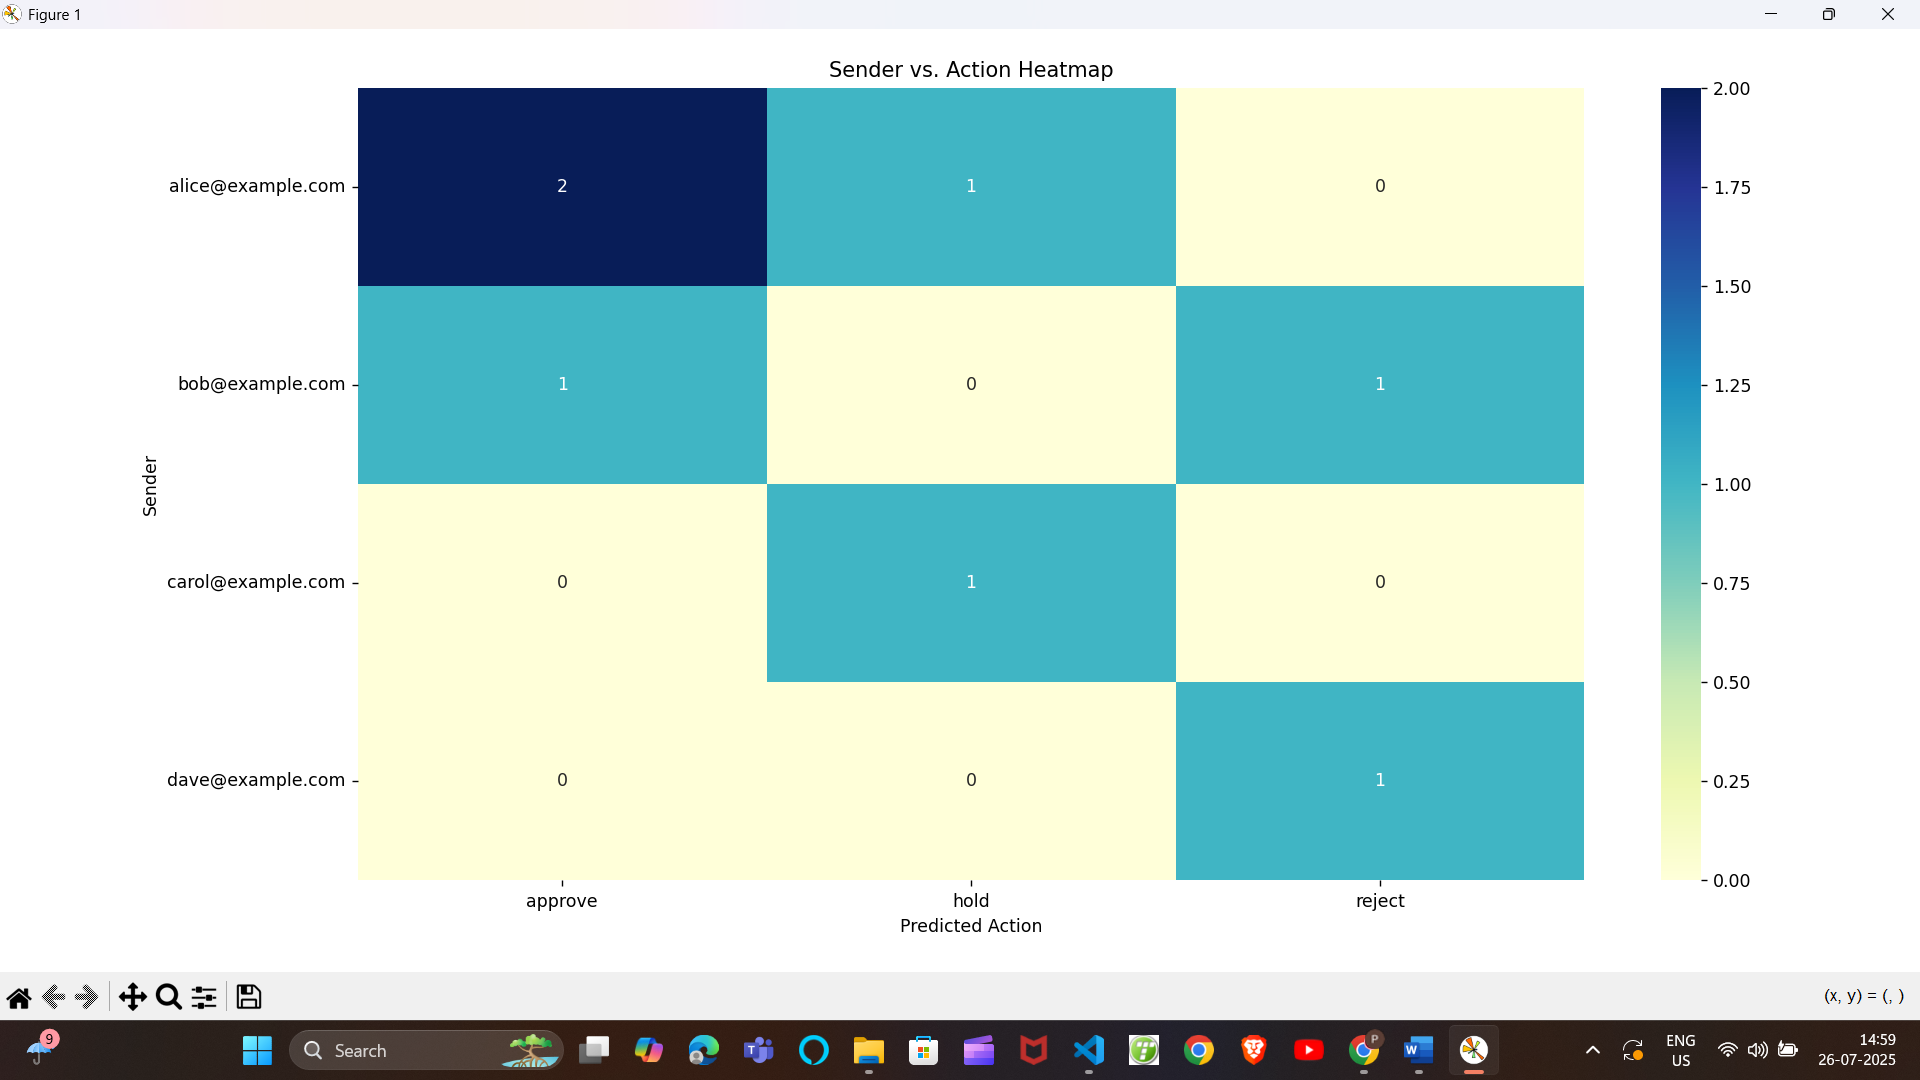 Figure 1
Sender vs. Action Heatmap
alice@example.com 2 1 0
bob@example.com 1 0 1
carol@example.com 0 1 0
dave@example.com 0 0 1
Sender
approve hold reject
Predicted Action
2.00
1.75
1.50
1.25
1.00
0.75
0.50
0.25
0.00
(x, y) = (, )
9
Search
T
P
W
ENG
US
14:59
26-07-2025